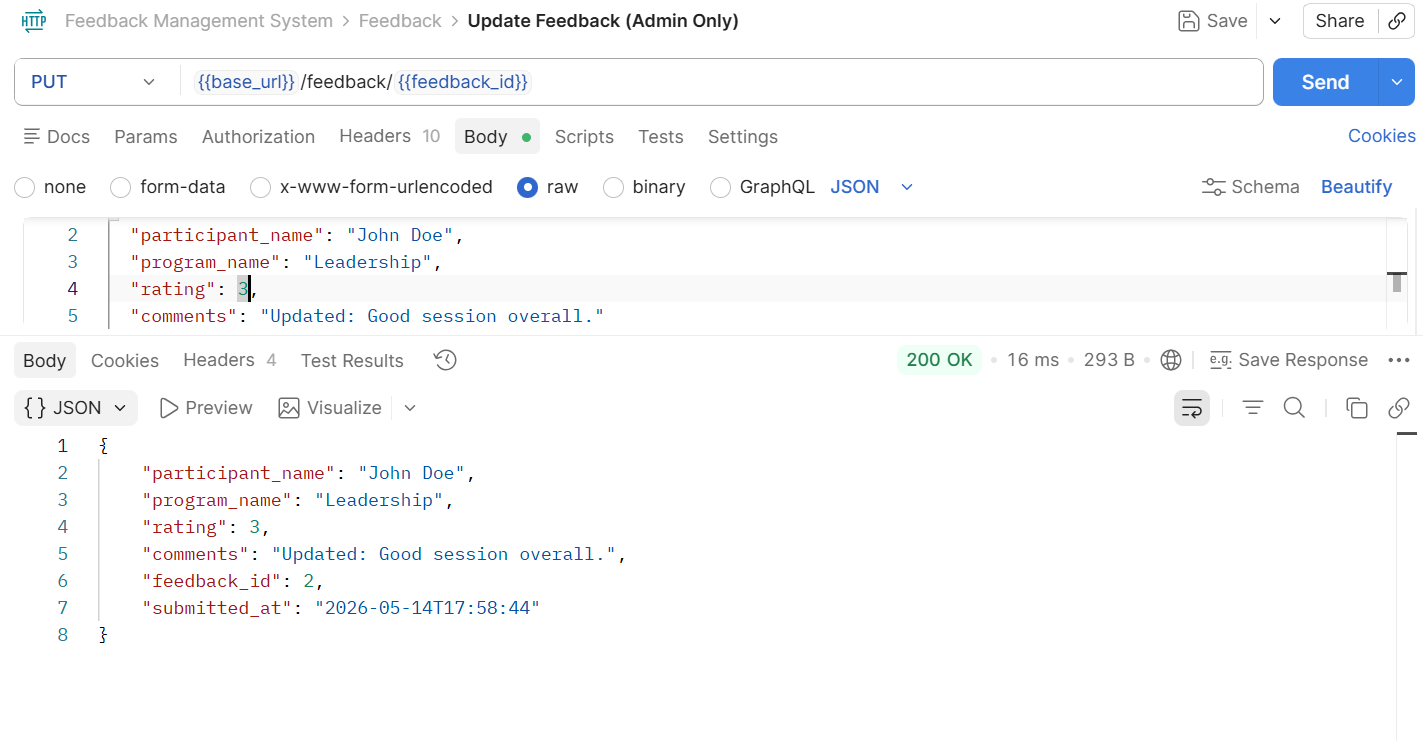 HTTP Feedback Management System > Feedback > Update Feedback (Admin Only) Save Share
PUT {{base_url}}/feedback/{{feedback_id}} Send
Docs Params Authorization Headers 10 Body Scripts Tests Settings Cookies
none form-data x-www-form-urlencoded raw binary GraphQL JSON Schema Beautify
2 "participant_name": "John Doe",
3 "program_name": "Leadership",
4 "rating": 3,
5 "comments": "Updated: Good session overall."
Body Cookies Headers 4 Test Results 200 OK • 16 ms • 293 B • e.g. Save Response
{} JSON Preview Visualize
1 {
2 "participant_name": "John Doe",
3 "program_name": "Leadership",
4 "rating": 3,
5 "comments": "Updated: Good session overall.",
6 "feedback_id": 2,
7 "submitted_at": "2026-05-14T17:58:44"
8 }